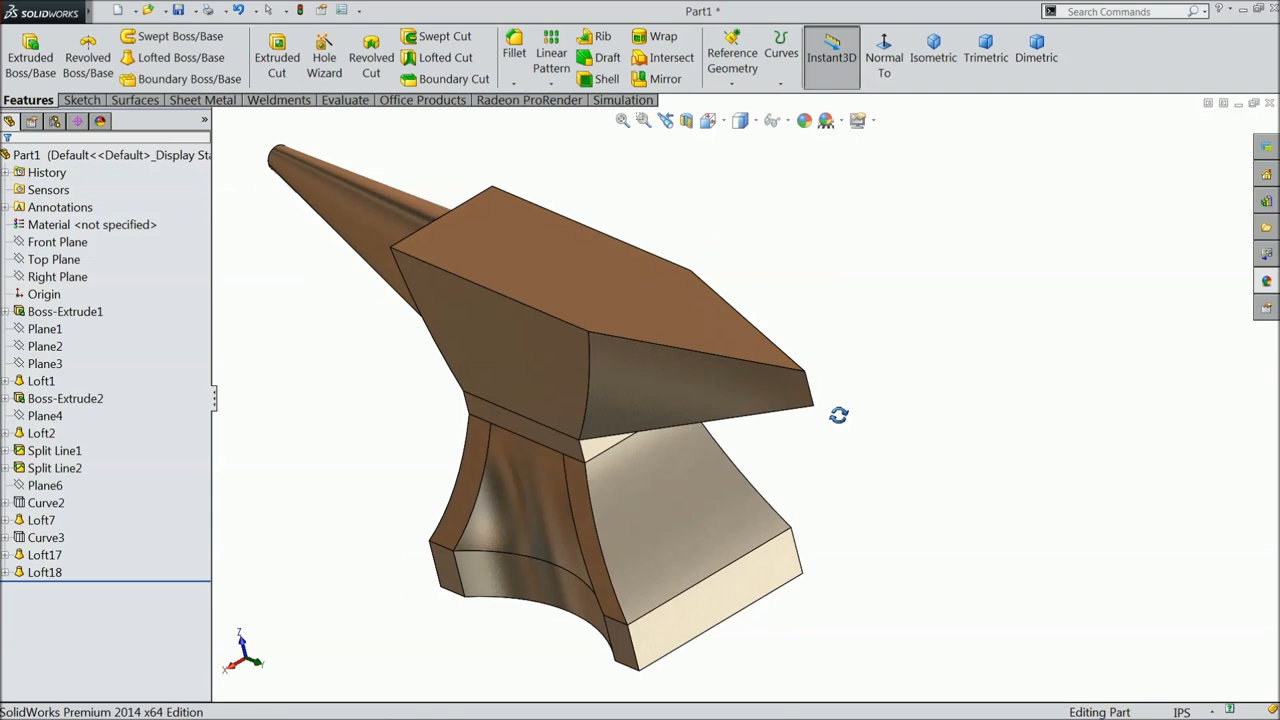 SOLIDWORKS
Part1 *
Search Commands
Extruded Boss/Base
Revolved Boss/Base
Swept Boss/Base
Lofted Boss/Base
Boundary Boss/Base
Extruded Cut
Hole Wizard
Revolved Cut
Swept Cut
Lofted Cut
Boundary Cut
Fillet
Linear Pattern
Rib
Draft
Shell
Wrap
Intersect
Mirror
Reference Geometry
Curves
Instant3D
Normal To
Isometric
Trimetric
Dimetric
Features Sketch Surfaces Sheet Metal Weldments Evaluate Office Products Radeon ProRender Simulation
Part1 (Default<<Default>_Display Sta
History
Sensors
Annotations
Material <not specified>
Front Plane
Top Plane
Right Plane
Origin
Boss-Extrude1
Plane1
Plane2
Plane3
Loft1
Boss-Extrude2
Plane4
Loft2
Split Line1
Split Line2
Plane6
Curve2
Loft7
Curve3
Loft17
Loft18
Z
X
Y
SolidWorks Premium 2014 x64 Edition
Editing Part
IPS